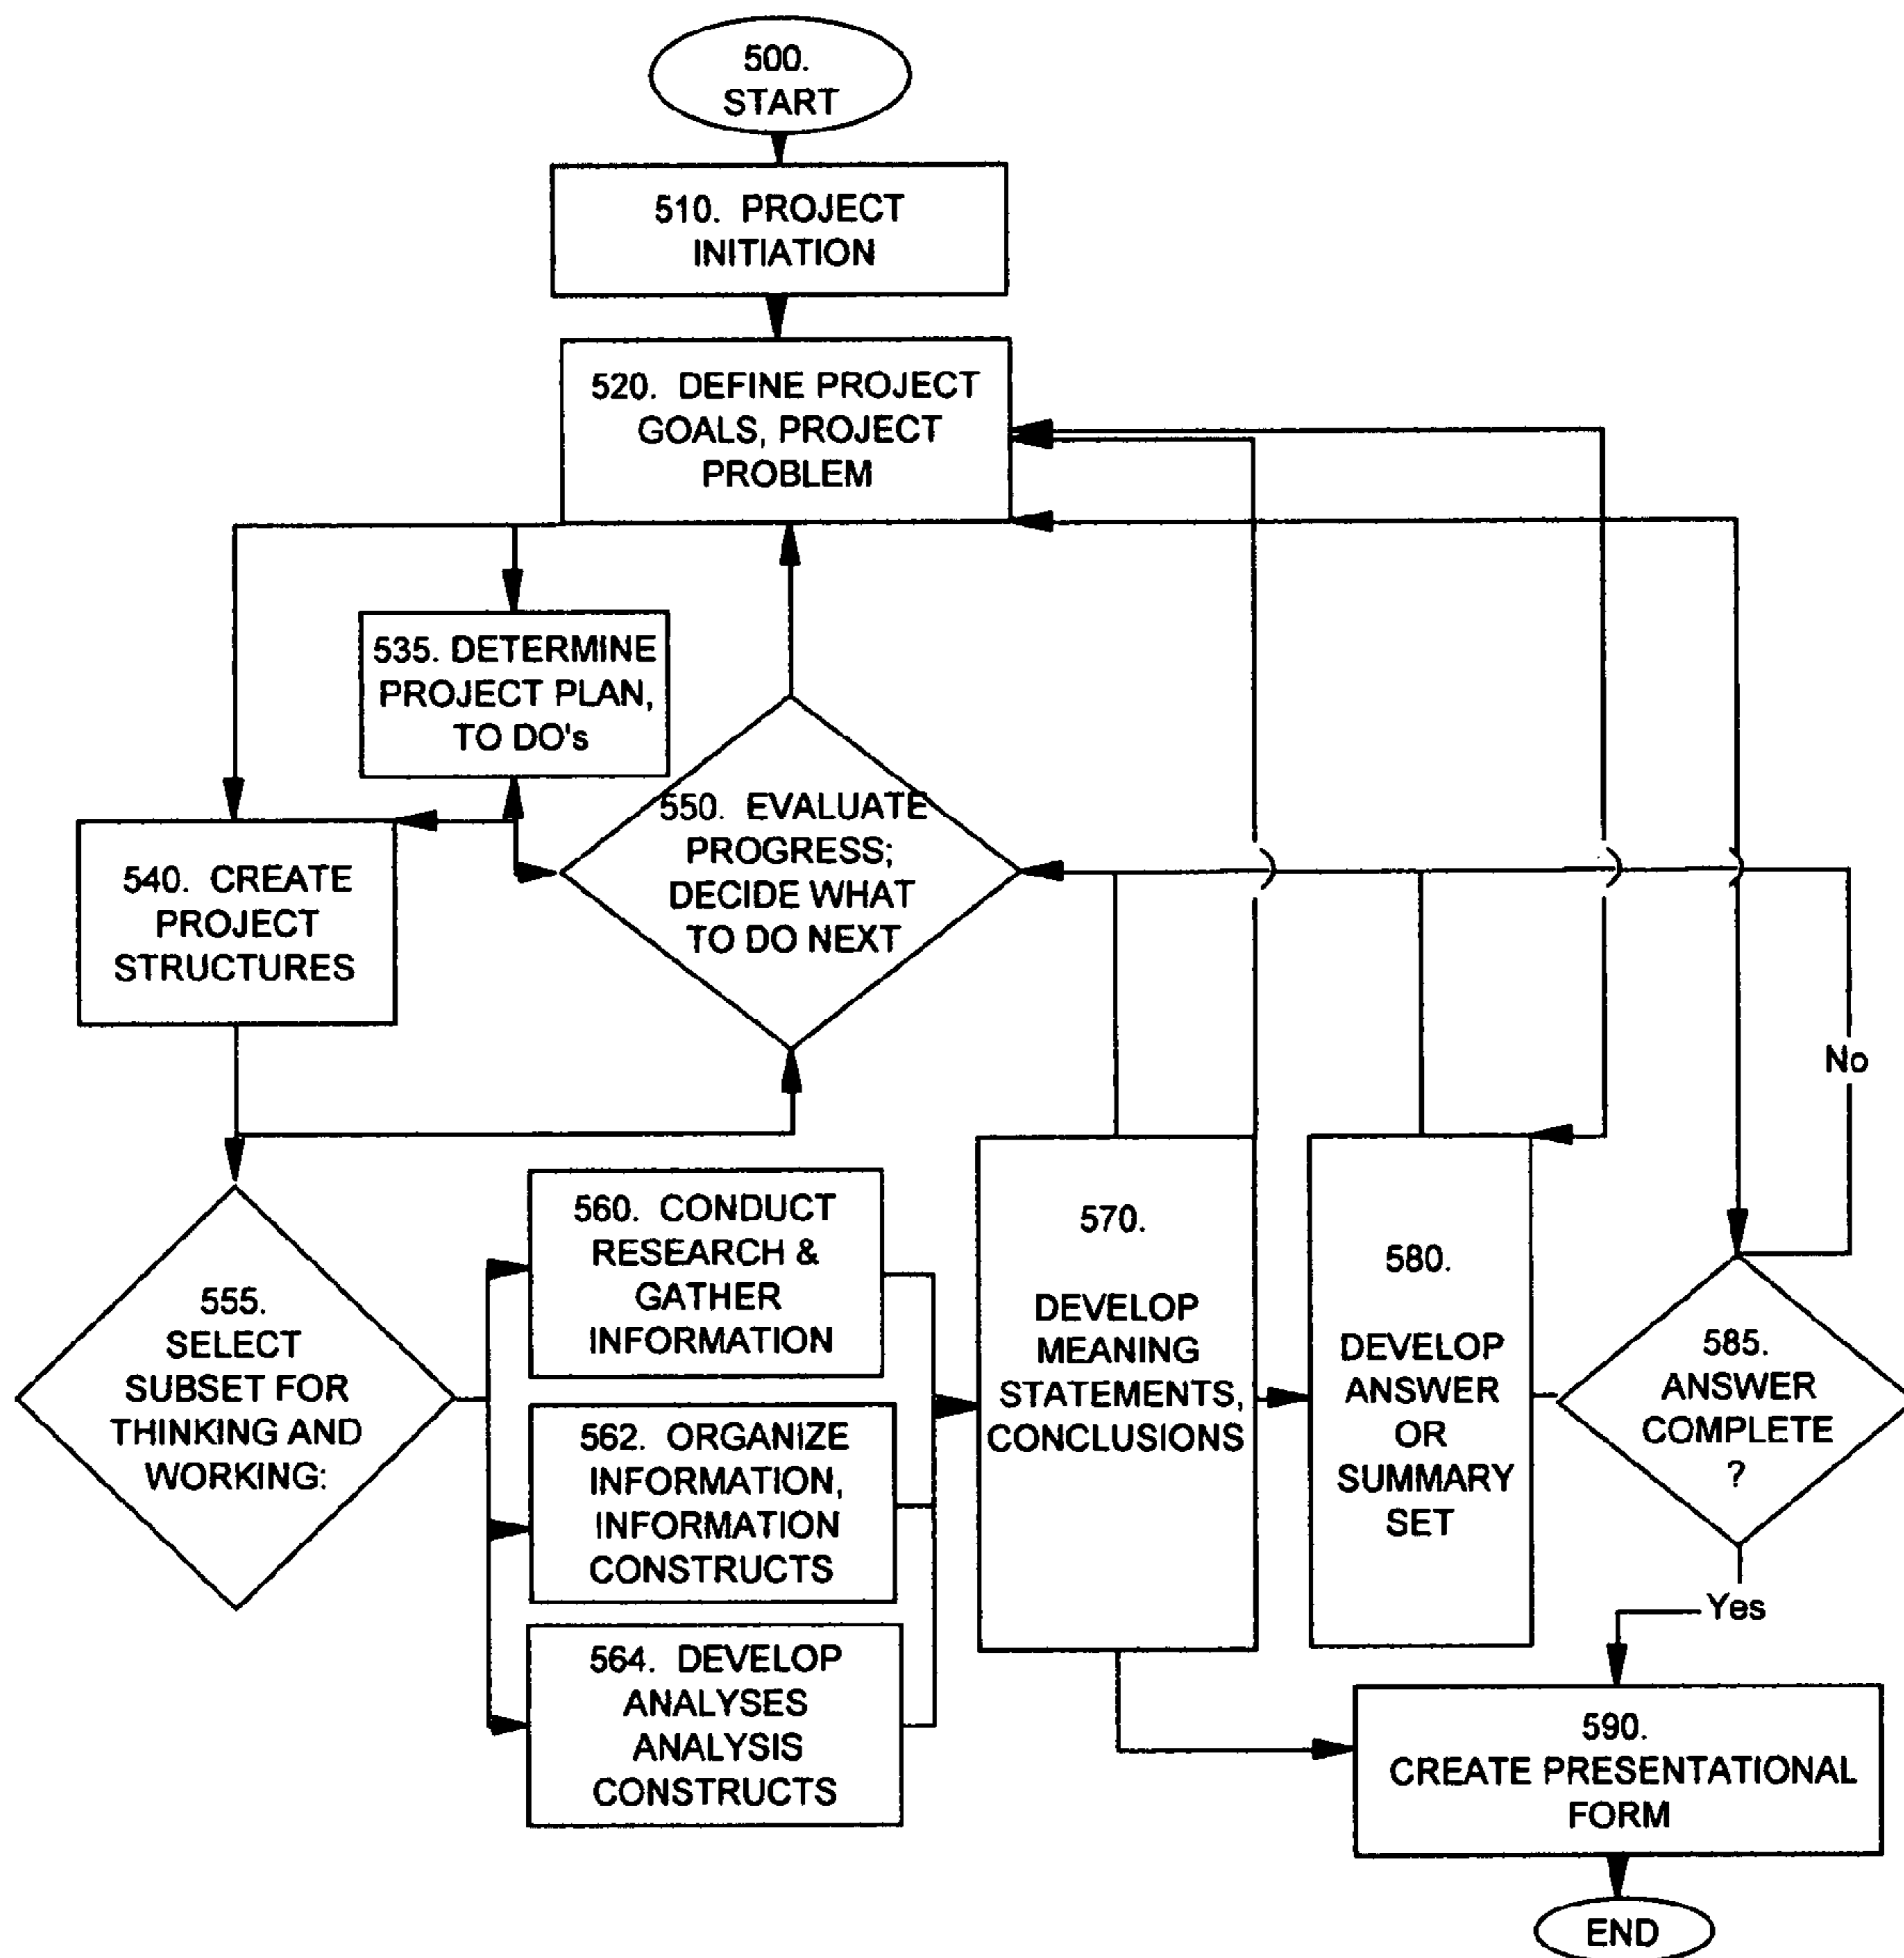 500.
START
510. PROJECT
INITIATION
520. DEFINE PROJECT
GOALS, PROJECT
PROBLEM
535. DETERMINE
PROJECT PLAN,
TO DO's
540. CREATE
PROJECT
STRUCTURES
550. EVALUATE
PROGRESS;
DECIDE WHAT
TO DO NEXT
No
555.
SELECT
SUBSET FOR
THINKING AND
WORKING:
560. CONDUCT
RESEARCH &
GATHER
INFORMATION
562. ORGANIZE
INFORMATION,
INFORMATION
CONSTRUCTS
564. DEVELOP
ANALYSES
ANALYSIS
CONSTRUCTS
570.
DEVELOP
MEANING
STATEMENTS,
CONCLUSIONS
580.
DEVELOP
ANSWER
OR
SUMMARY
SET
585.
ANSWER
COMPLETE
?
Yes
590.
CREATE PRESENTATIONAL
FORM
END